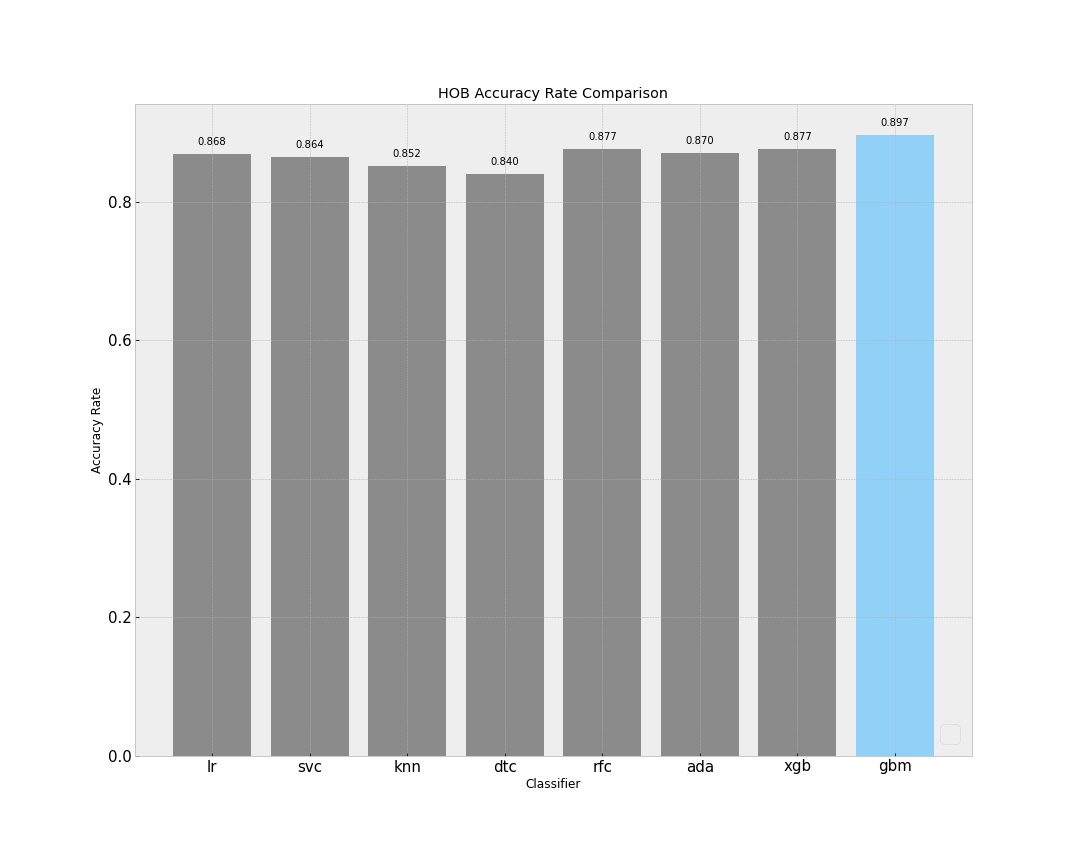 HOB Accuracy Rate Comparison
0.868 0.864 0.852 0.840 0.877 0.870 0.877 0.897
0.8
0.6
0.4
0.2
0.0
Accuracy Rate
lr svc knn dtc rfc ada xgb gbm
Classifier